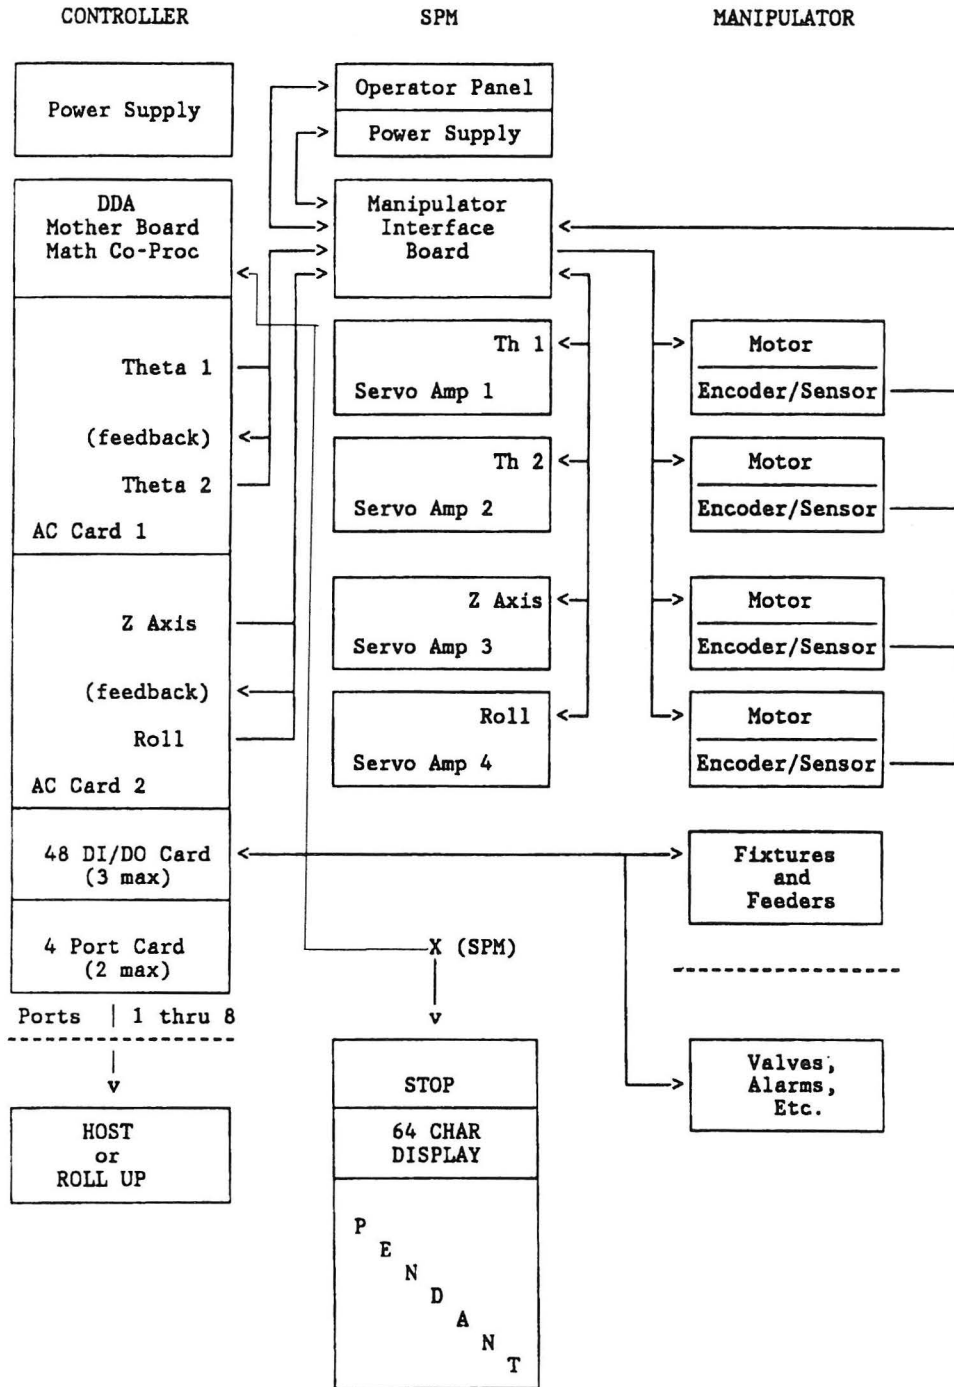 CONTROLLER
Power Supply
DDA
Mother Board
Math Co-Proc
Theta 1
(feedback)
Theta 2
AC Card 1
Z Axis
(feedback)
Roll
AC Card 2
48 DI/DO Card
(3 max)
4 Port Card
(2 max)
Ports | 1 thru 8
HOST
or
ROLL UP
SPM
Operator Panel
Power Supply
Manipulator
Interface
Board
Th 1
Servo Amp 1
Th 2
Servo Amp 2
Z Axis
Servo Amp 3
Roll
Servo Amp 4
X (SPM)
v
STOP
64 CHAR
DISPLAY
PENDANT
MANIPULATOR
Motor
Encoder/Sensor
Motor
Encoder/Sensor
Motor
Encoder/Sensor
Motor
Encoder/Sensor
Fixtures
and
Feeders
Valves,
Alarms,
Etc.